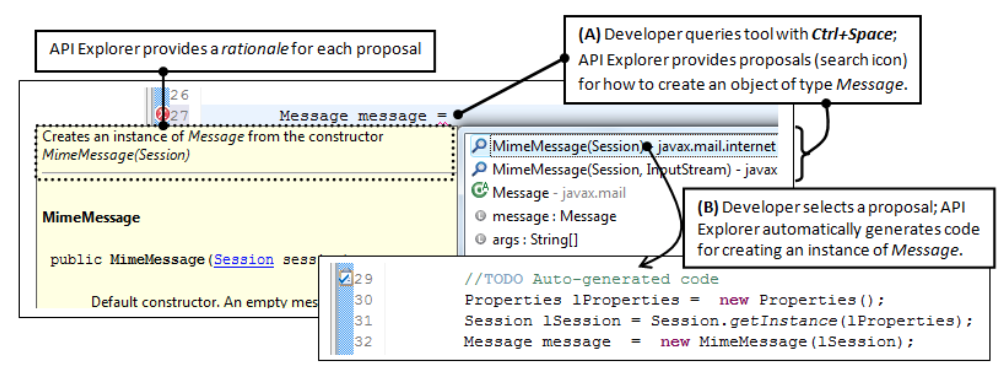 API Explorer provides a rationale for each proposal
(A) Developer queries tool with Ctrl+Space;
API Explorer provides proposals (search icon)
for how to create an object of type Message.
26
27 Message message =
Creates an instance of Message from the constructor
MimeMessage(Session)
MimeMessage
public MimeMessage(Session
Default constructor. An empty mes
MimeMessage(Session) - javax.mail.internet
MimeMessage(Session, InputStream) - javax
Message - javax.mail
message : Message
args : String[]
(B) Developer selects a proposal; API
Explorer automatically generates code
for creating an instance of Message.
29 //TODO Auto-generated code
30 Properties lProperties = new Properties();
31 Session lSession = Session.getInstance(lProperties);
32 Message message = new MimeMessage(lSession);